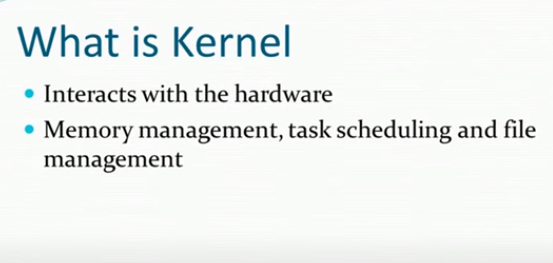 What is Kernel
• Interacts with the hardware
• Memory management, task scheduling and file
management